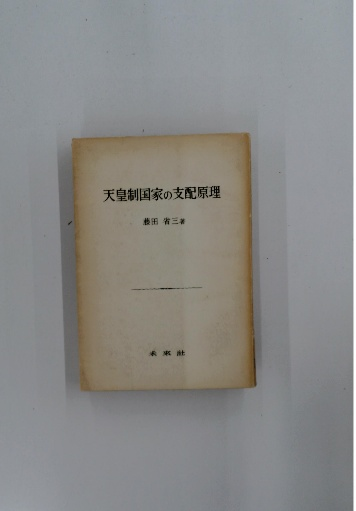 天皇制国家の支配原理
藤田 省三著
未來社